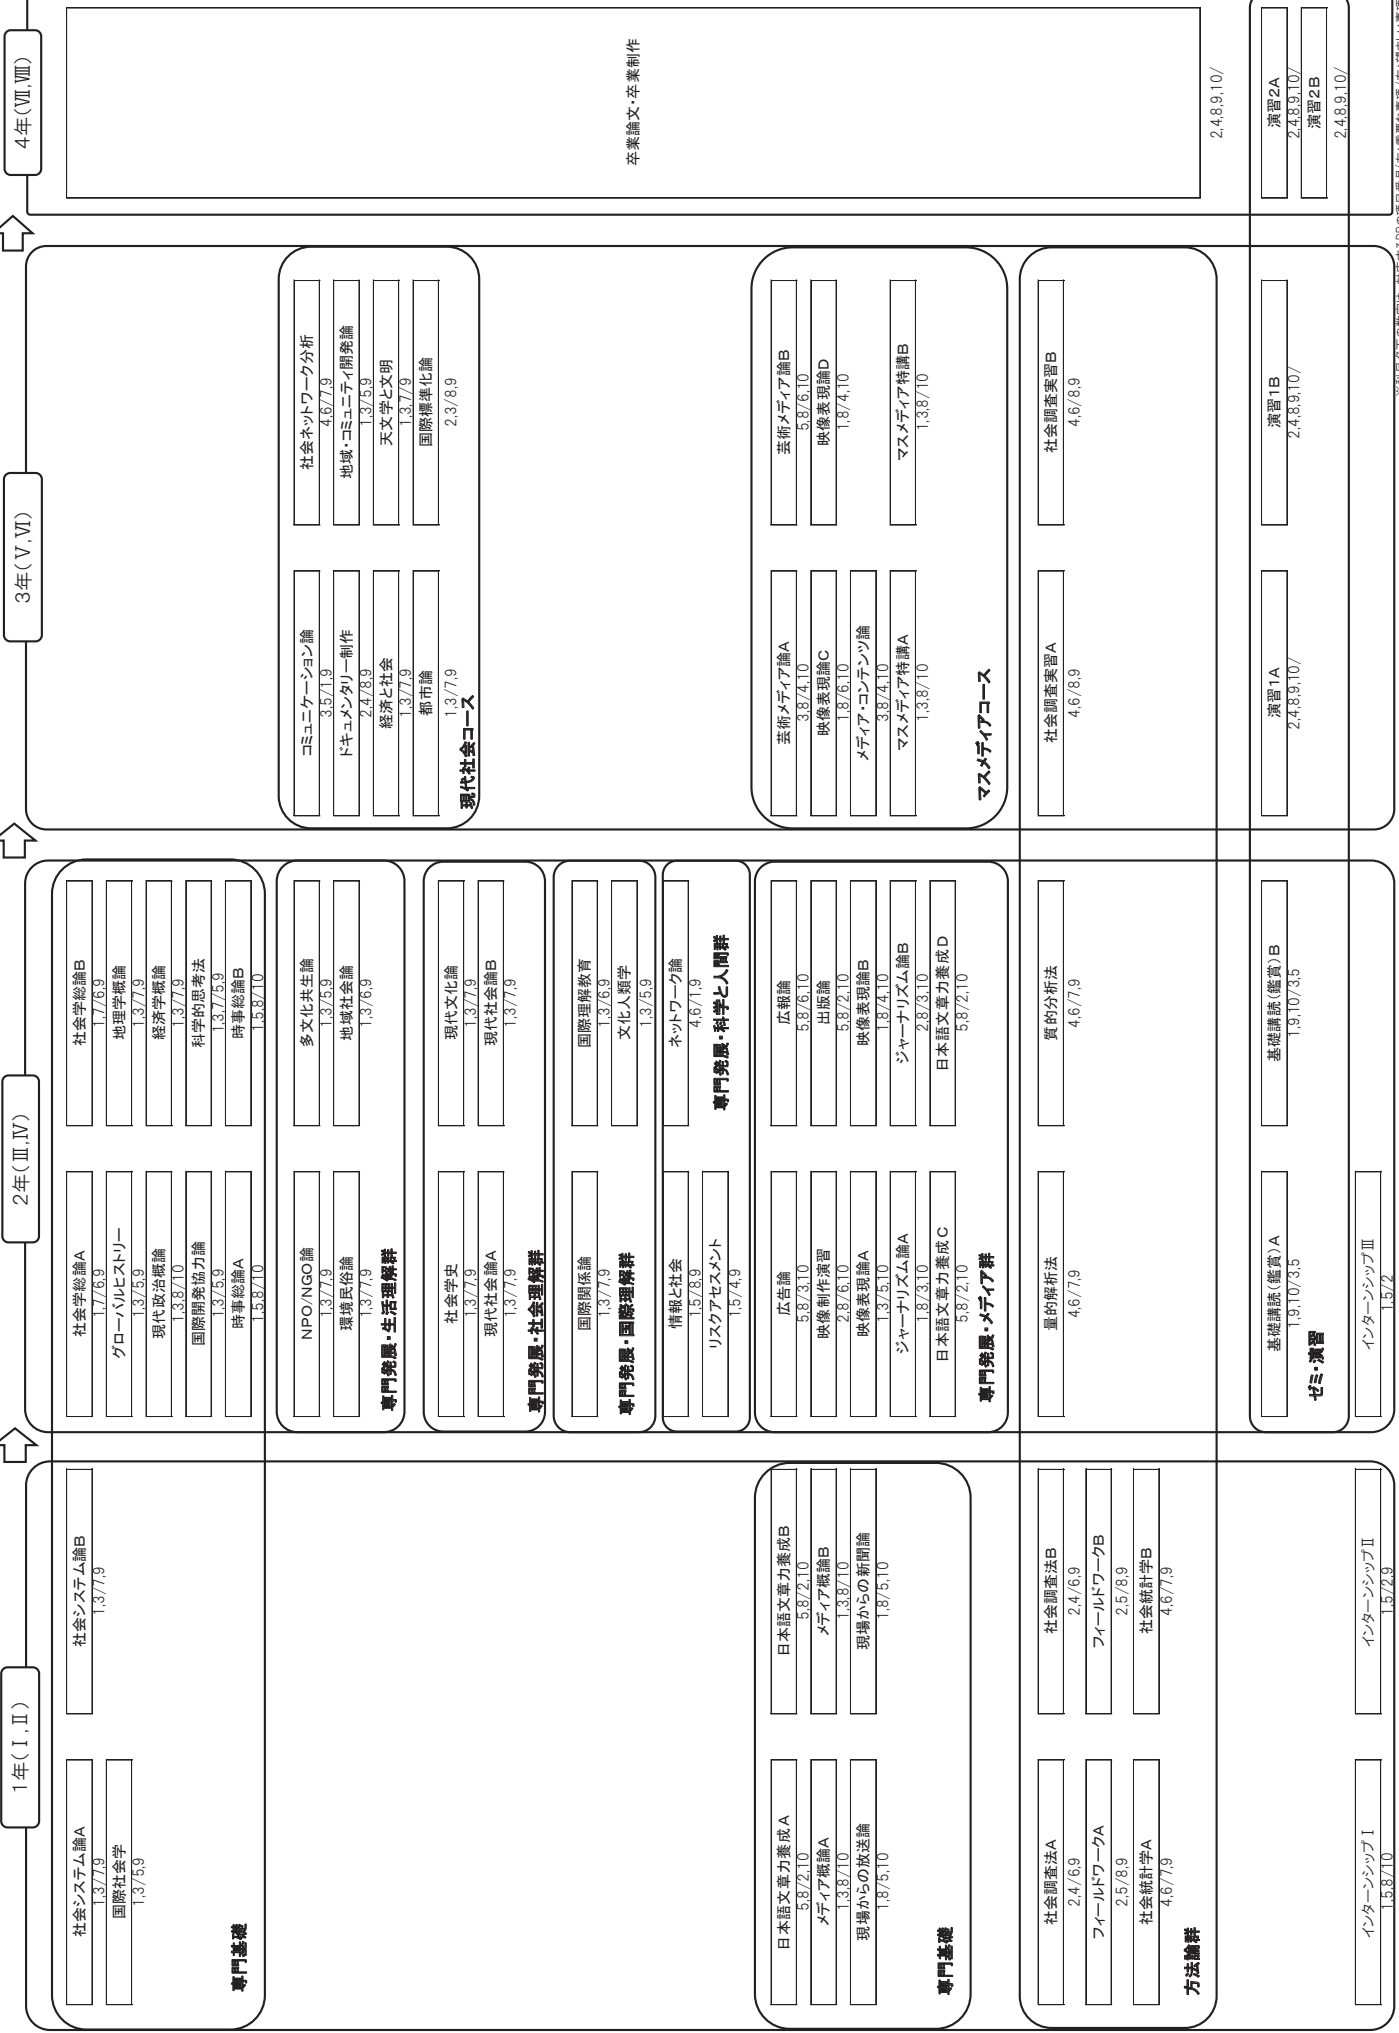 1年(Ⅰ,Ⅱ)
社会システム論A
1,3/7,9
国際社会学
1,3/5,9
社会システム論B
1,3/7,9
専門基礎
日本語文章力養成A
5,8/2,10
メディア概論A
1,3,8/10
現場からの放送論
1,8/5,10
日本語文章力養成B
5,8/2,10
メディア概論B
1,3,8/10
現場からの新聞論
1,8/5,10
専門基礎
社会調査法A
2,4/6,9
フィールドワークA
2,5/8,9
社会統計学A
4,6/7,9
社会調査法B
2,4/6,9
フィールドワークB
2,5/8,9
社会統計学B
4,6/7,9
方法論群
インターンシップⅠ
1,5,8/10
インターンシップⅡ
1,5/2,9
2年(Ⅲ,Ⅳ)
社会学総論A
1,7/6,9
グローバルヒストリー
1,3/5,9
現代政治概論
1,3,8/10
国際開発協力論
1,3/5,9
時事総論A
1,5,8/10
社会学総論B
1,7/6,9
地理学概論
1,3/7,9
経済学概論
1,3/7,9
科学的思考法
1,3,7/5,9
時事総論B
1,5,8/10
NPO/NGO論
1,3/7,9
環境民俗論
1,3/7,9
多文化共生論
1,3/5,9
地域社会論
1,3/6,9
専門発展・生活理解群
社会学史
1,3/7,9
現代社会論A
1,3/7,9
現代文化論
1,3/7,9
現代社会論B
1,3/7,9
専門発展・社会理解群
国際関係論
1,3/7,9
国際理解教育
1,3/6,9
文化人類学
1,3/5,9
専門発展・国際理解群
情報と社会
1,5/8,9
リスクアセスメント
1,5/4,9
ネットワーク論
4,6/1,9
専門発展・科学と人間群
広告論
5,8/3,10
映像制作演習
2,8/6,10
映像表現論A
1,3/5,10
ジャーナリズム論A
1,8/3,10
日本語文章力養成C
5,8/2,10
広報論
5,8/6,10
出版論
5,8/2,10
映像表現論B
1,8/4,10
ジャーナリズム論B
2,8/3,10
日本語文章力養成D
5,8/2,10
専門発展・メディア群
量的解析法
4,6/7,9
質的分析法
4,6/7,9
基礎講読(鑑賞)A
1,9,10/3,5
基礎講読(鑑賞)B
1,9,10/3,5
ゼミ・演習
インターンシップⅢ
1,5/2
3年(Ⅴ,Ⅵ)
コミュニケーション論
3,5/1,9
ドキュメンタリー制作
2,4/8,9
経済と社会
1,3/7,9
都市論
1,3/7,9
社会ネットワーク分析
4,6/7,9
地域・コミュニティ開発論
1,3/5,9
天文学と文明
1,3,7/9
国際標準化論
2,3/8,9
現代社会コース
芸術メディア論A
3,8/4,10
映像表現論C
1,8/6,10
メディア・コンテンツ論
3,8/4,10
マスメディア特講A
1,3,8/10
芸術メディア論B
5,8/6,10
映像表現論D
1,8/4,10
マスメディア特講B
1,3,8/10
マスメディアコース
社会調査実習A
4,6/8,9
社会調査実習B
4,6/8,9
演習1A
2,4,8,9,10/
演習1B
2,4,8,9,10/
4年(Ⅶ,Ⅷ)
卒業論文・卒業制作
2,4,8,9,10/
演習2A
2,4,8,9,10/
演習2B
2,4,8,9,10/